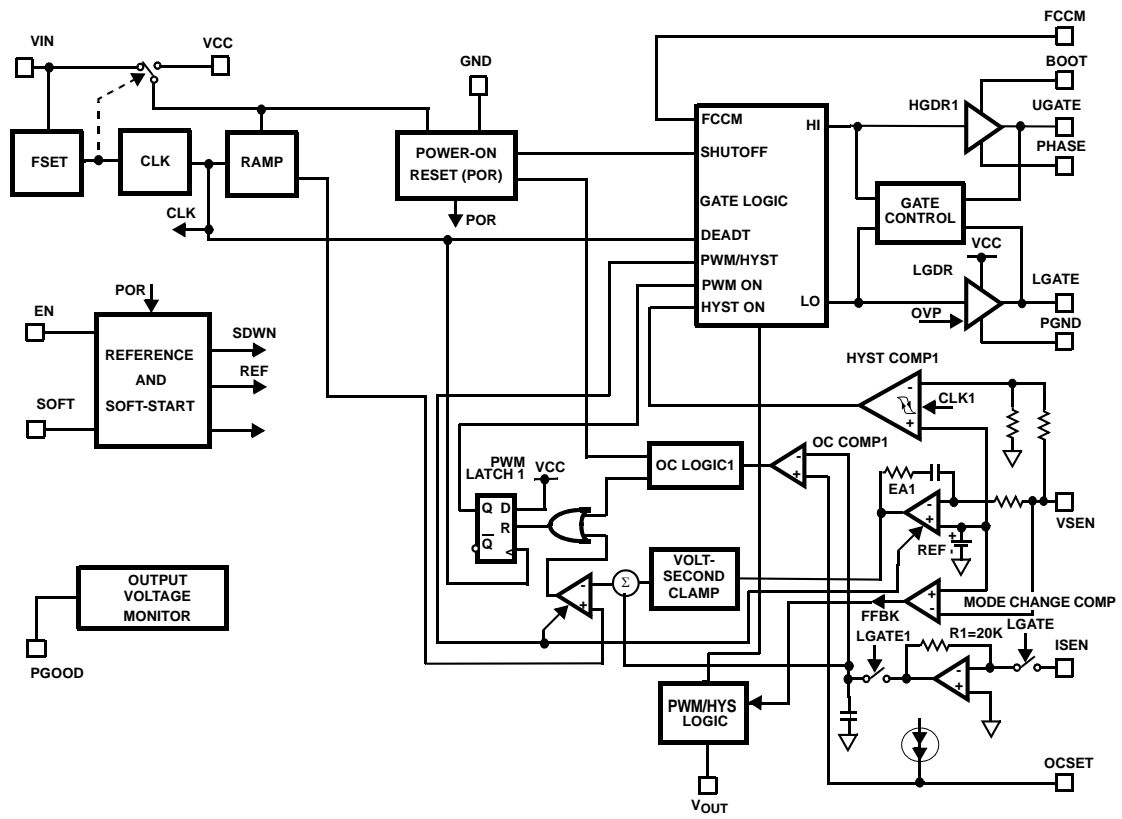 FCCM
VIN
VCC
GND
BOOT
HGDR1
UGATE
FCCM
HI
FSET
CLK
RAMP
POWER-ON
RESET (POR)
SHUTOFF
PHASE
GATE LOGIC
GATE
CONTROL
CLK
POR
DEADT
VCC
PWM/HYST
LGDR
LGATE
POR
PWM ON
EN
HYST ON
LO
OVP
PGND
SDWN
REFERENCE
AND
SOFT-START
REF
HYST COMP1
-
CLK1
+
SOFT
OC COMP1
PWM
LATCH 1
VCC
OC LOGIC1
-
+
EA1
Q D
R
Q
<
-
+
VSEN
REF
+
-
VOLT-
SECOND
CLAMP
OUTPUT
VOLTAGE
MONITOR
Σ
-
+
+
-
MODE CHANGE COMP
FFBK
LGATE
LGATE1
R1=20K
ISEN
PGOOD
-
+
PWM/HYS
LOGIC
OCSET
VOUT